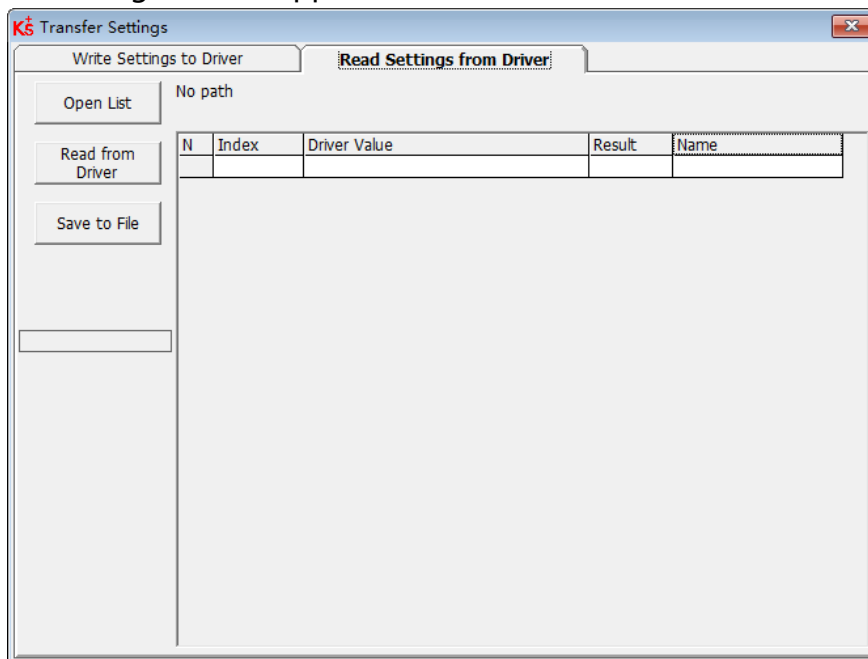 K+S Transfer Settings
Write Settings to Driver Read Settings from Driver
Open List
No path
Read from
Driver
Save to File
N Index Driver Value Result Name